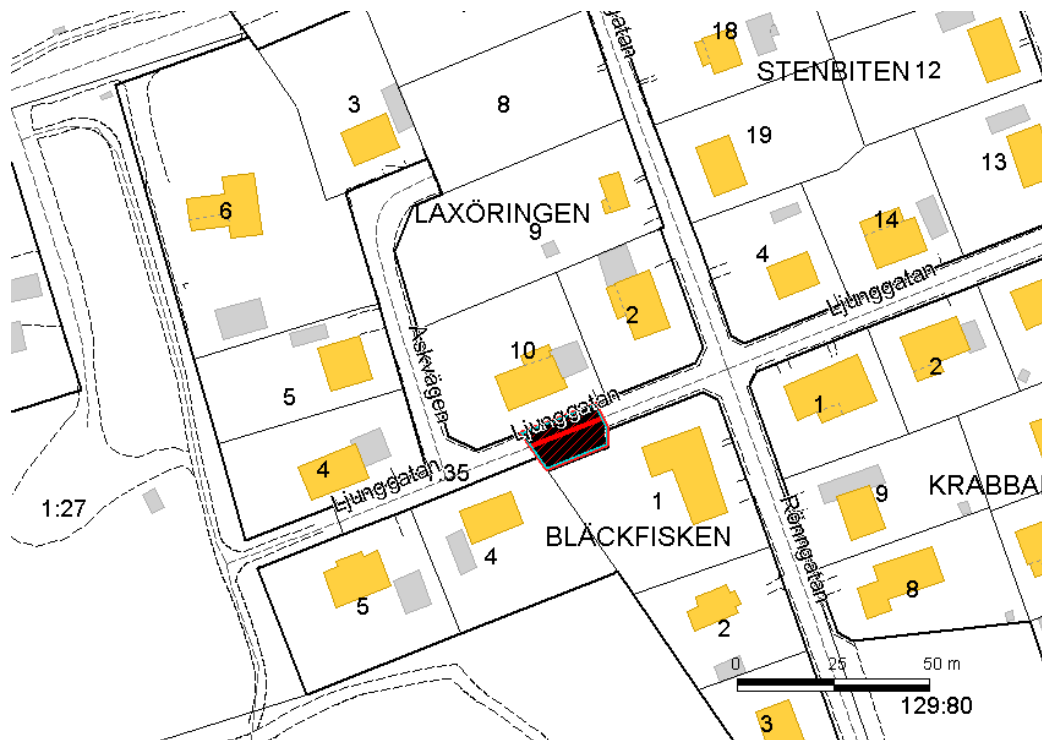 gatan
18
STENBITEN 12
3
8
19
13
6
LAXÖRINGEN
9
14
4
Ljunggatan
2
Askvägen
10
5
2
1
Ljunggatan
4
Ljunggatan
:35
1:27
1
9
KRABBA
BLÄCKFISKEN
Rönngatan
4
5
8
2
0 25 50 m
129:80
3